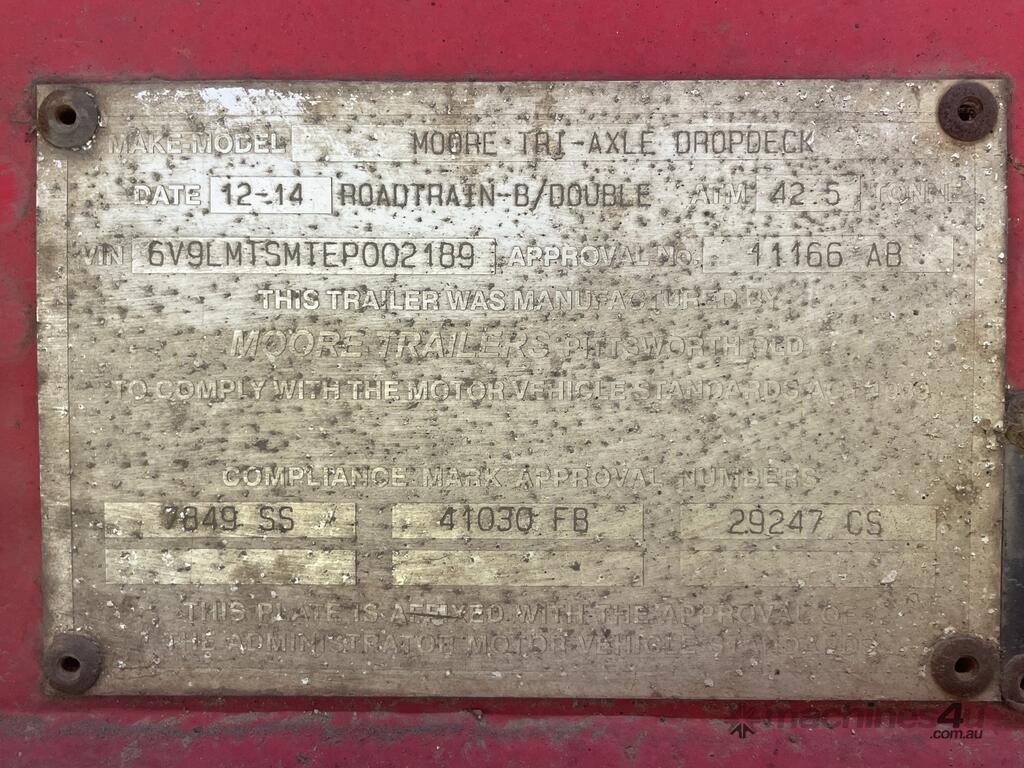 MAKE-MODEL MOORE TRI-AXLE DROPDECK
DATE 12-14 ROADTRAIN-B/DOUBLE ATM 42.5 TONNE
VIN 6V9LMTSMTEP002189 APPROVAL No. 11166 AB
THIS TRAILER WAS MANUFACTURED BY
MOORE TRAILERS PITTSWORTH QLD
TO COMPLY WITH THE MOTOR VEHICLE STANDARDS ACT
COMPLIANCE MARK APPROVAL NUMBERS
7849 SS 41030 FB 29247 CS
THIS PLATE IS AFFIXED WITH THE APPROVAL OF
THE ADMINISTRATOR MOTOR VEHICLE STANDARDS
machines4u
.com.au